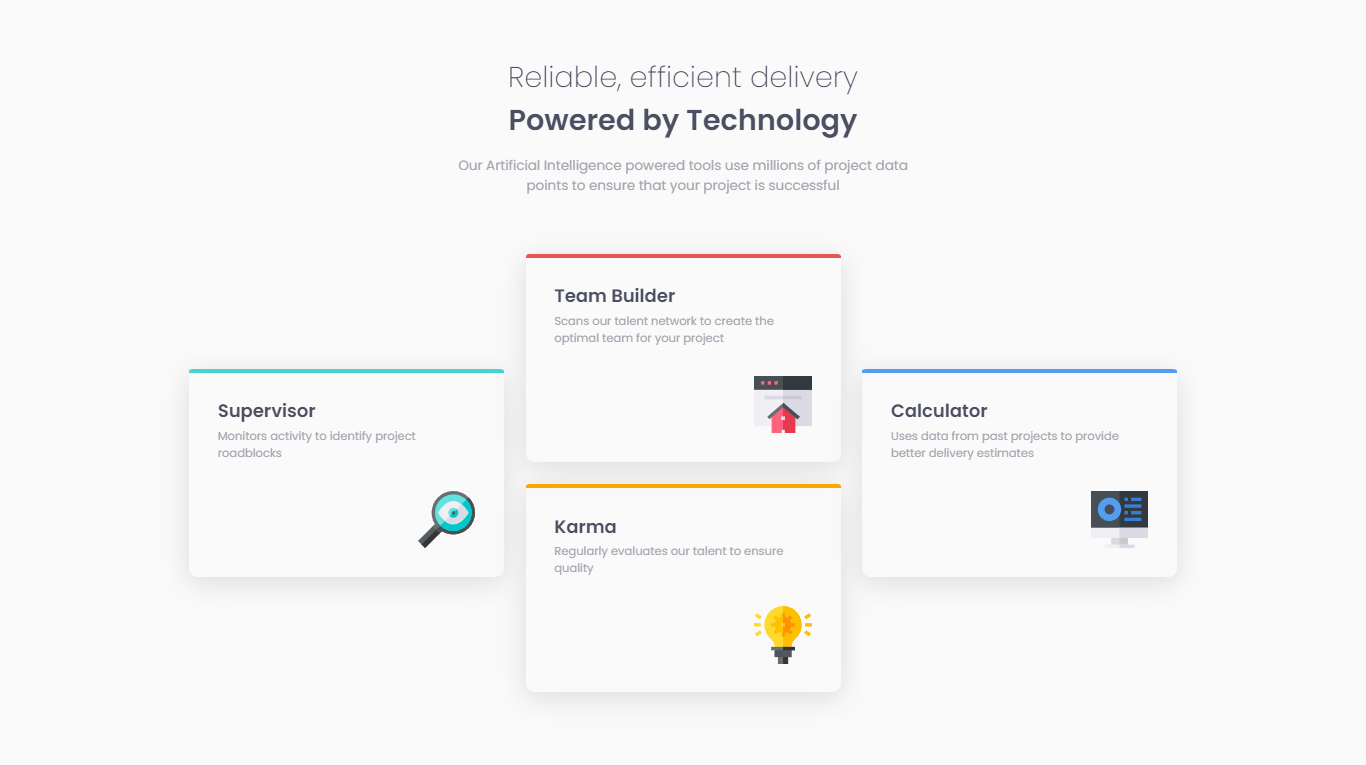 Reliable, efficient delivery
Powered by Technology
Our Artificial Intelligence powered tools use millions of project data
points to ensure that your project is successful
Supervisor
Monitors activity to identify project
roadblocks
Team Builder
Scans our talent network to create the
optimal team for your project
Karma
Regularly evaluates our talent to ensure
quality
Calculator
Uses data from past projects to provide
better delivery estimates